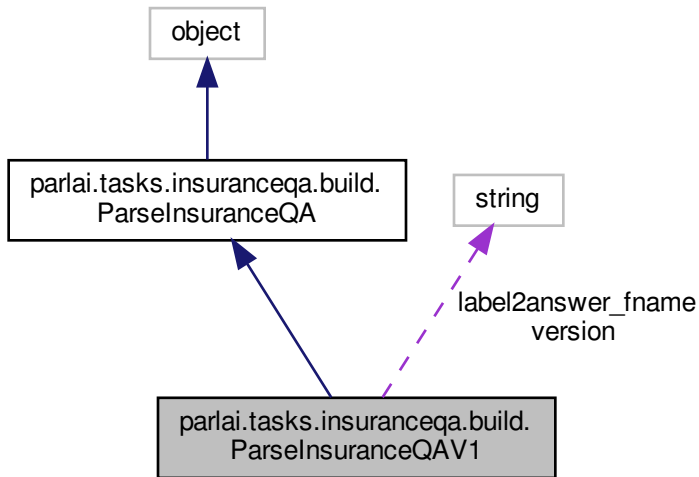 object
parlai.tasks.insuranceqa.build.
ParseInsuranceQA
string
label2answer_fname
version
parlai.tasks.insuranceqa.build.
ParseInsuranceQAV1